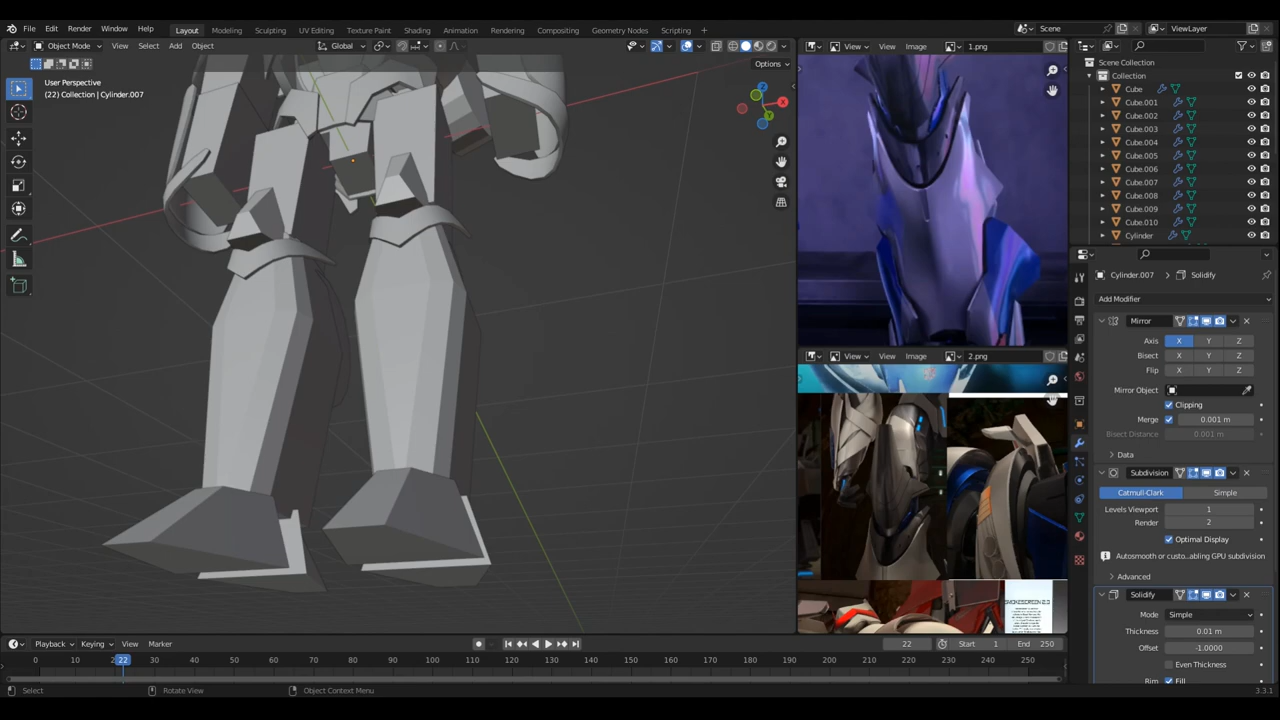 File Edit Render Window Help Layout Modeling Sculpting UV Editing Texture Paint Shading Animation Rendering Compositing Geometry Nodes Scripting Scene ViewLayer
Object Mode View Select Add Object Global View View Image 1.png
Options
User Perspective
(22) Collection | Cylinder.007
Scene Collection
Collection
Cube
Cube.001
Cube.002
Cube.003
Cube.004
Cube.005
Cube.006
Cube.007
Cube.008
Cube.009
Cube.010
Cylinder
Z
X
Y
View View Image 2.png
SMOKESCREEN 2.0
Cylinder.007 > Solidify
Add Modifier
Mirror
Axis X Y Z
Bisect X Y Z
Flip X Y Z
Mirror Object
Clipping
Merge 0.001 m
Bisect Distance 0.001 m
Data
Subdivision
Catmull-Clark Simple
Levels Viewport 1
Render 2
Optimal Display
Autosmooth or custo...abling GPU subdivision
Advanced
Solidify
Mode Simple
Thickness 0.01 m
Offset -1.0000
Even Thickness
Rim Fill
Playback Keying View Marker 22 Start 1 End 250
0 10 22 30 40 50 60 70 80 90 100 110 120 130 140 150 160 170 180 190 200 210 220 230 240 250
Select Rotate View Object Context Menu 3.3.1